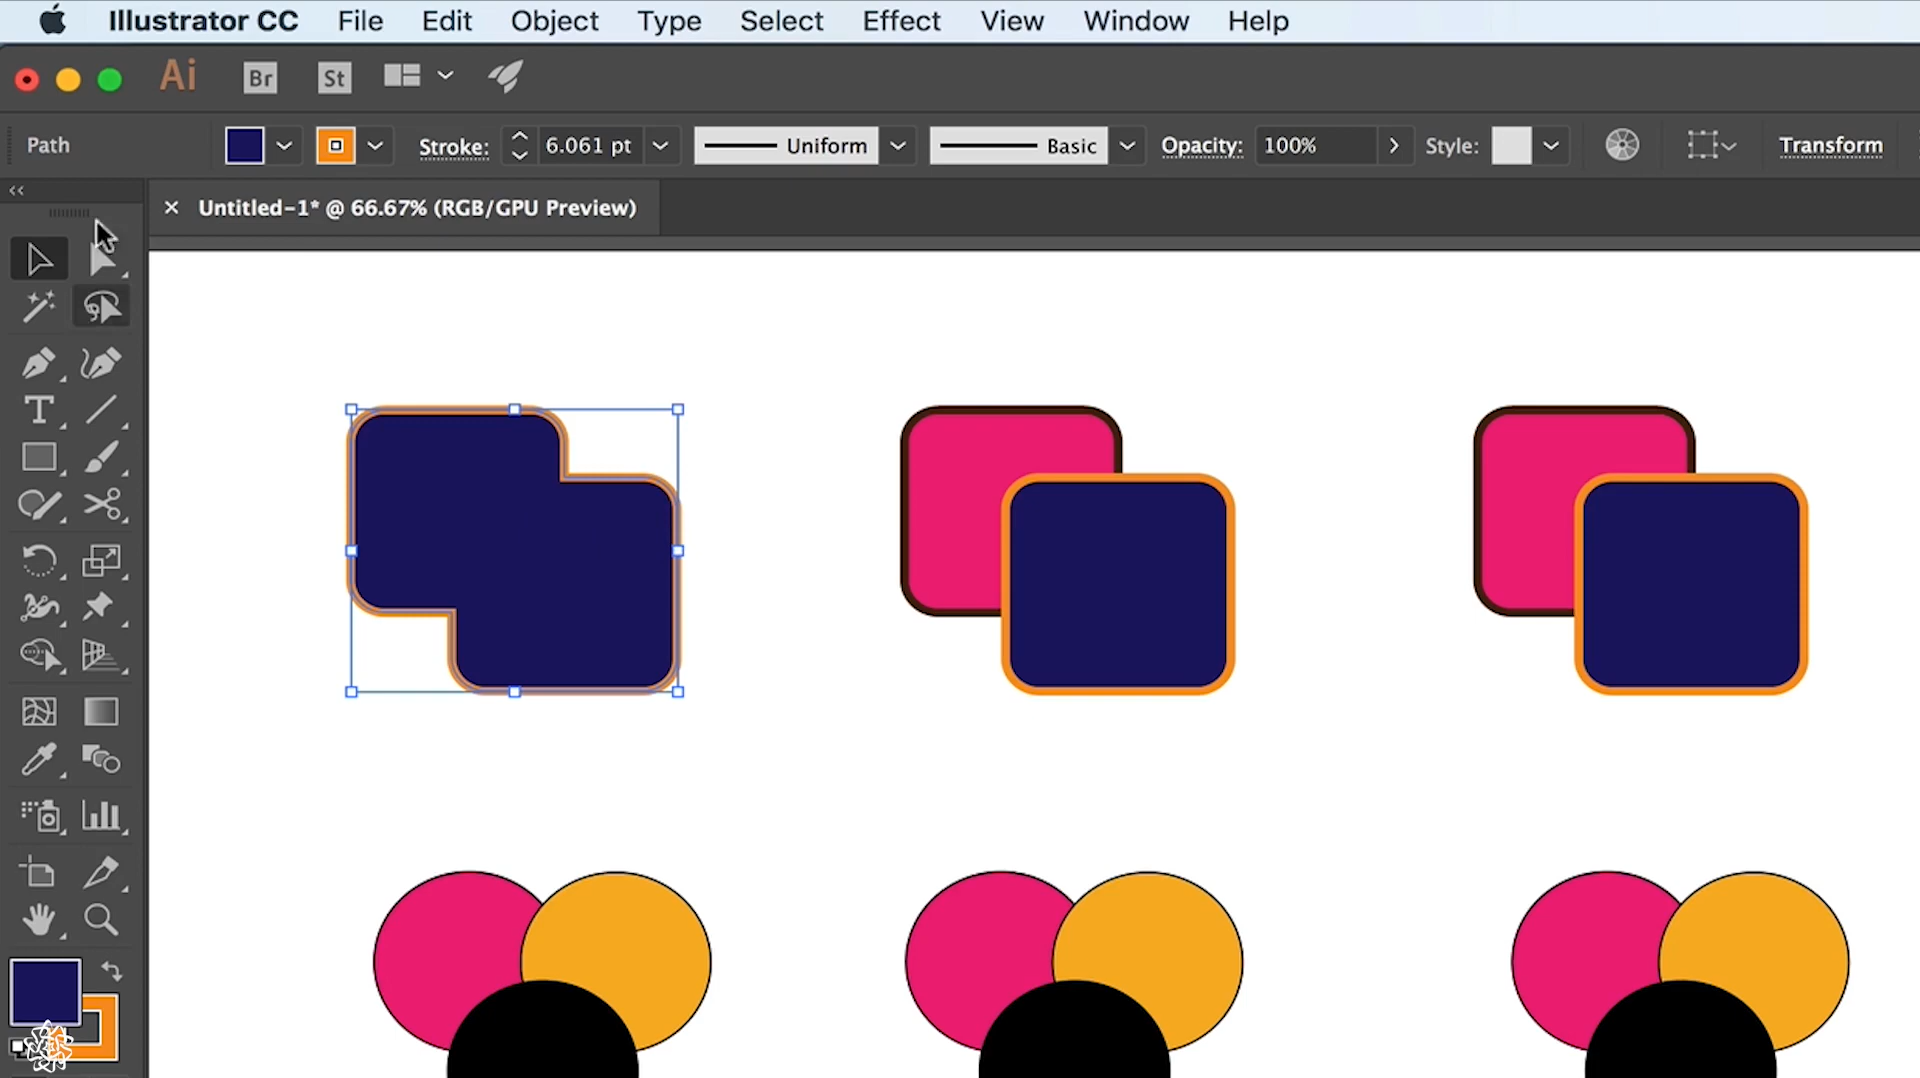 Illustrator CC File Edit Object Type Select Effect View Window Help
Ai Br St
Path Stroke: 6.061 pt Uniform Basic Opacity: 100% Style: Transform
× Untitled-1* @ 66.67% (RGB/GPU Preview)